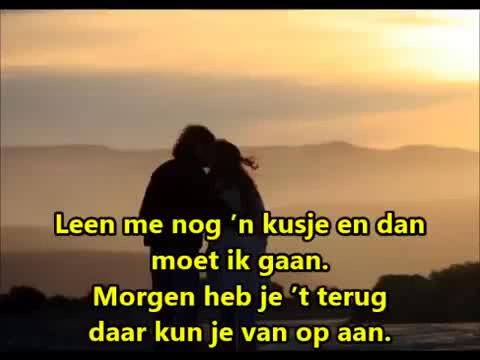 Leen me nog ’n kusje en dan
moet ik gaan.
Morgen heb je ’t terug
daar kun je van op aan.